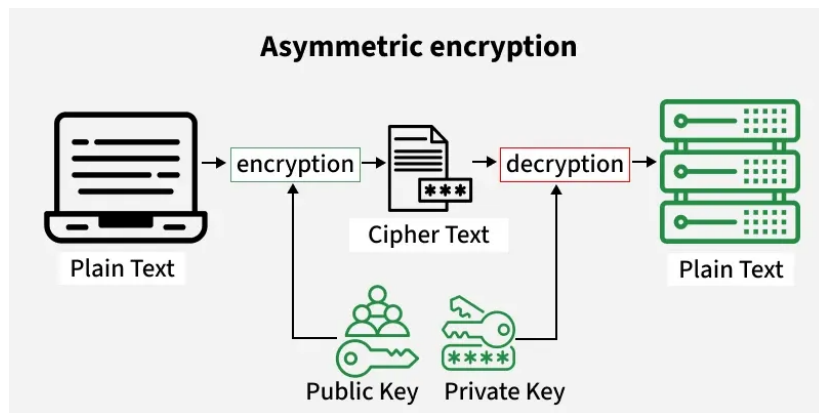 Asymmetric encryption
encryption
decryption
***
Cipher Text
Plain Text
Plain Text
****
Public Key
Private Key